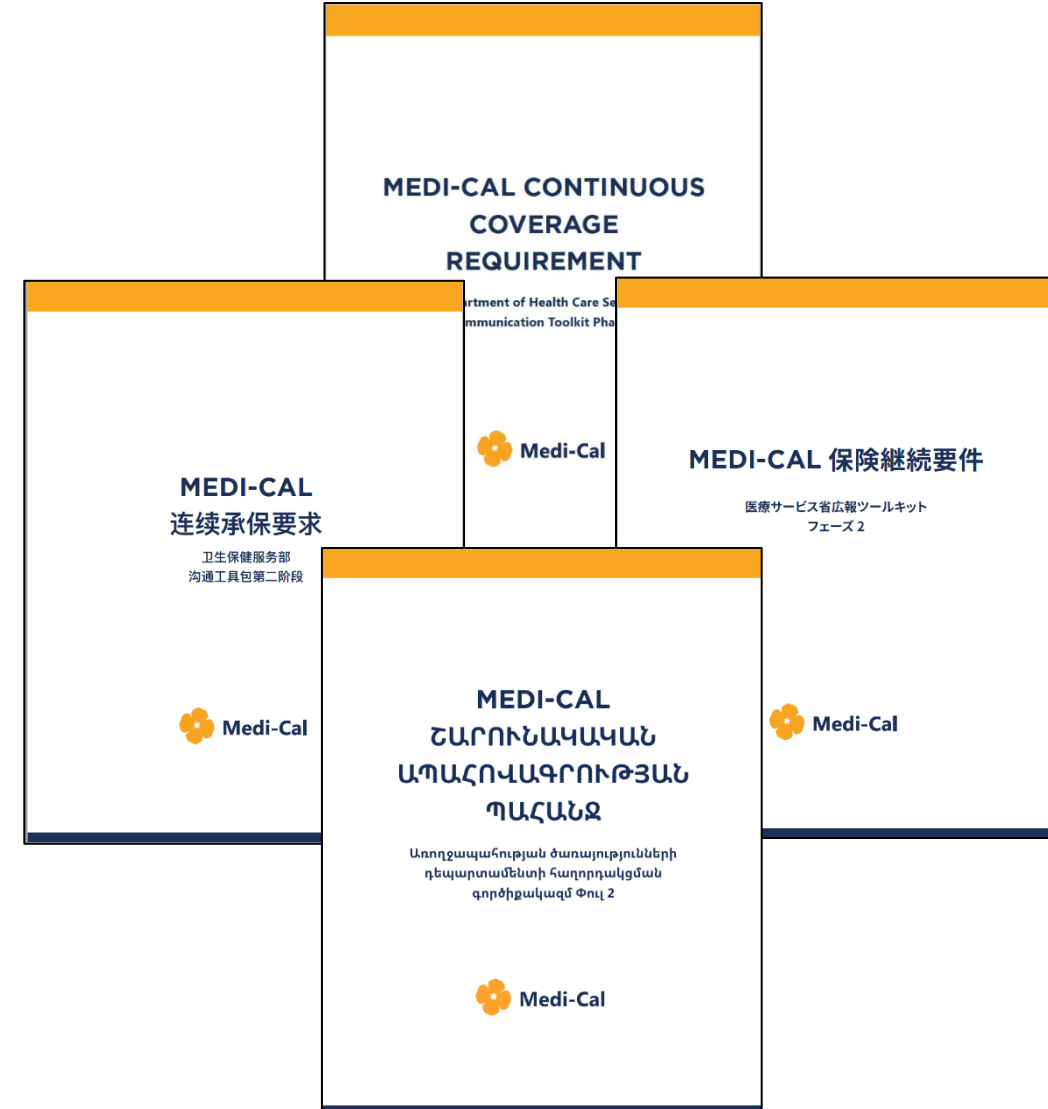 MEDI-CAL CONTINUOUS
COVERAGE
REQUIREMENT
of Health Care
Toolkit
Medi-Cal
MEDI-CAL
连续承保要求
卫生保健服务部
沟通工具包第二阶段
Medi-Cal
MEDI-CAL 保険継続要件
医療サービス省広報ツールキット
フェーズ 2
Medi-Cal
MEDI-CAL
ՇԱՐՈՒՆԱԿԱԿԱՆ
ԱՊԱՀՈՎԱԳՐՈՒԹՅԱՆ
ՊԱՀԱՆՋ
Առողջապահության ծառայությունների
դեպարտամենտի հաղորդակցման
գործիքակազմ Փուլ 2
Medi-Cal